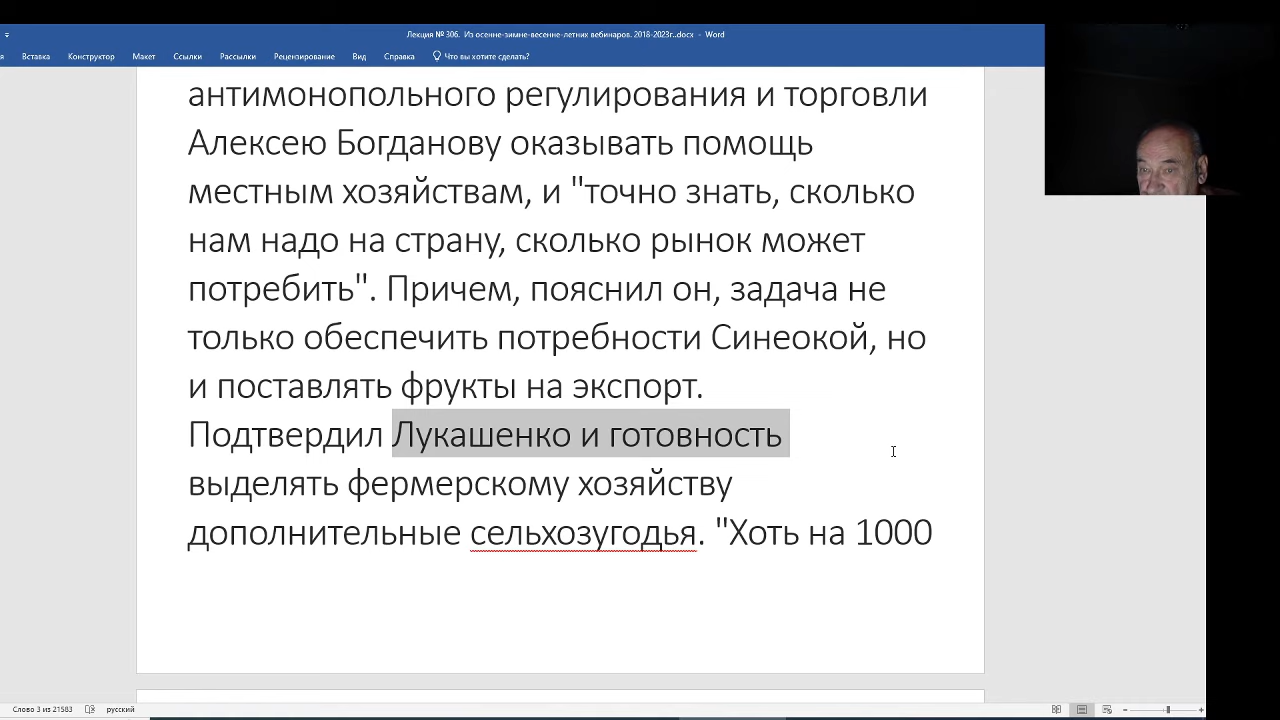 Лекция № 306. Из осенне-зимне-весенне-летних вебинаров. 2018-2023г..docx - Word
я Вставка Конструктор Макет Ссылки Рассылки Рецензирование Вид Справка Что вы хотите сделать?
антимонопольного регулирования и торговли
Алексею Богданову оказывать помощь
местным хозяйствам, и "точно знать, сколько
нам надо на страну, сколько рынок может
потребить". Причем, пояснил он, задача не
только обеспечить потребности Синеокой, но
и поставлять фрукты на экспорт.
Подтвердил Лукашенко и готовность
выделять фермерскому хозяйству
дополнительные сельхозугодья. "Хоть на 1000
Слово 3 из 21583 русский